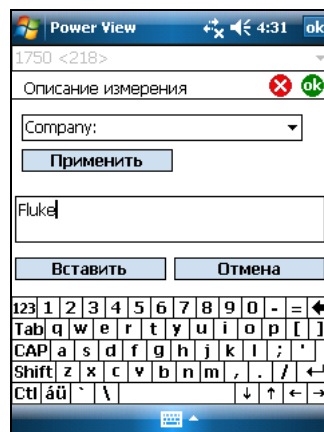 Power View 4:31 ok
1750 <218>
Описание измерения ok
Company:
Применить
Fluke
Вставить Отмена
123 1 2 3 4 5 6 7 8 9 0 - =
Tab q w e r t y u i o p [ ]
CAP a s d f g h j k l ; '
Shift z x c v b n m , . /
Ctl áü ` \